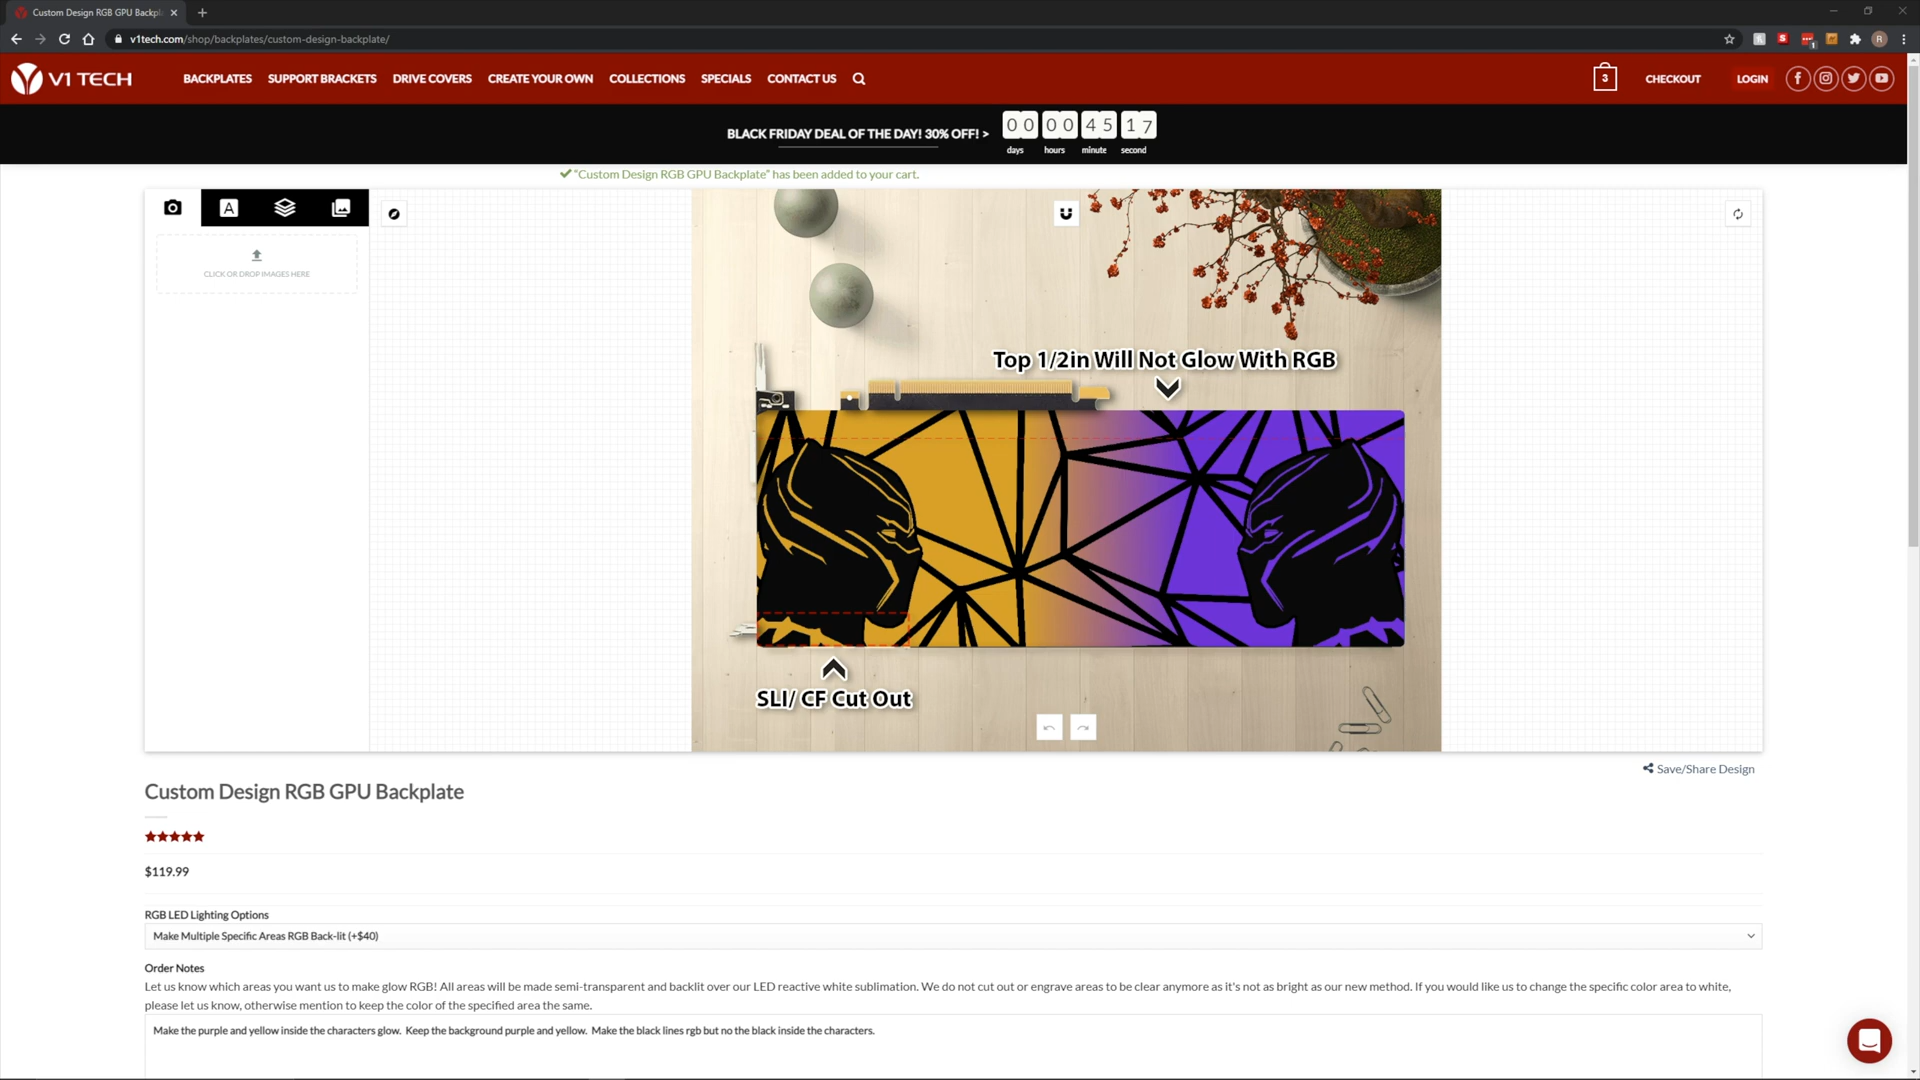 Custom Design RGB GPU Backpl
v1tech.com/shop/backplates/custom-design-backplate/
V1 TECH
BACKPLATES SUPPORT BRACKETS DRIVE COVERS CREATE YOUR OWN COLLECTIONS SPECIALS CONTACT US
3 CHECKOUT LOGIN
BLACK FRIDAY DEAL OF THE DAY! 30% OFF! >
00 00 45 17
days hours minute second
"Custom Design RGB GPU Backplate" has been added to your cart.
A
CLICK OR DROP IMAGES HERE
Top 1/2in Will Not Glow With RGB
SLI/ CF Cut Out
Save/Share Design
Custom Design RGB GPU Backplate
$119.99
RGB LED Lighting Options
Make Multiple Specific Areas RGB Back-lit (+$40)
Order Notes
Let us know which areas you want us to make glow RGB! All areas will be made semi-transparent and backlit over our LED reactive white sublimation. We do not cut out or engrave areas to be clear anymore as it's not as bright as our new method. If you would like us to change the specific color area to white,
please let us know, otherwise mention to keep the color of the specified area the same.
Make the purple and yellow inside the characters glow. Keep the background purple and yellow. Make the black lines rgb but no the black inside the characters.